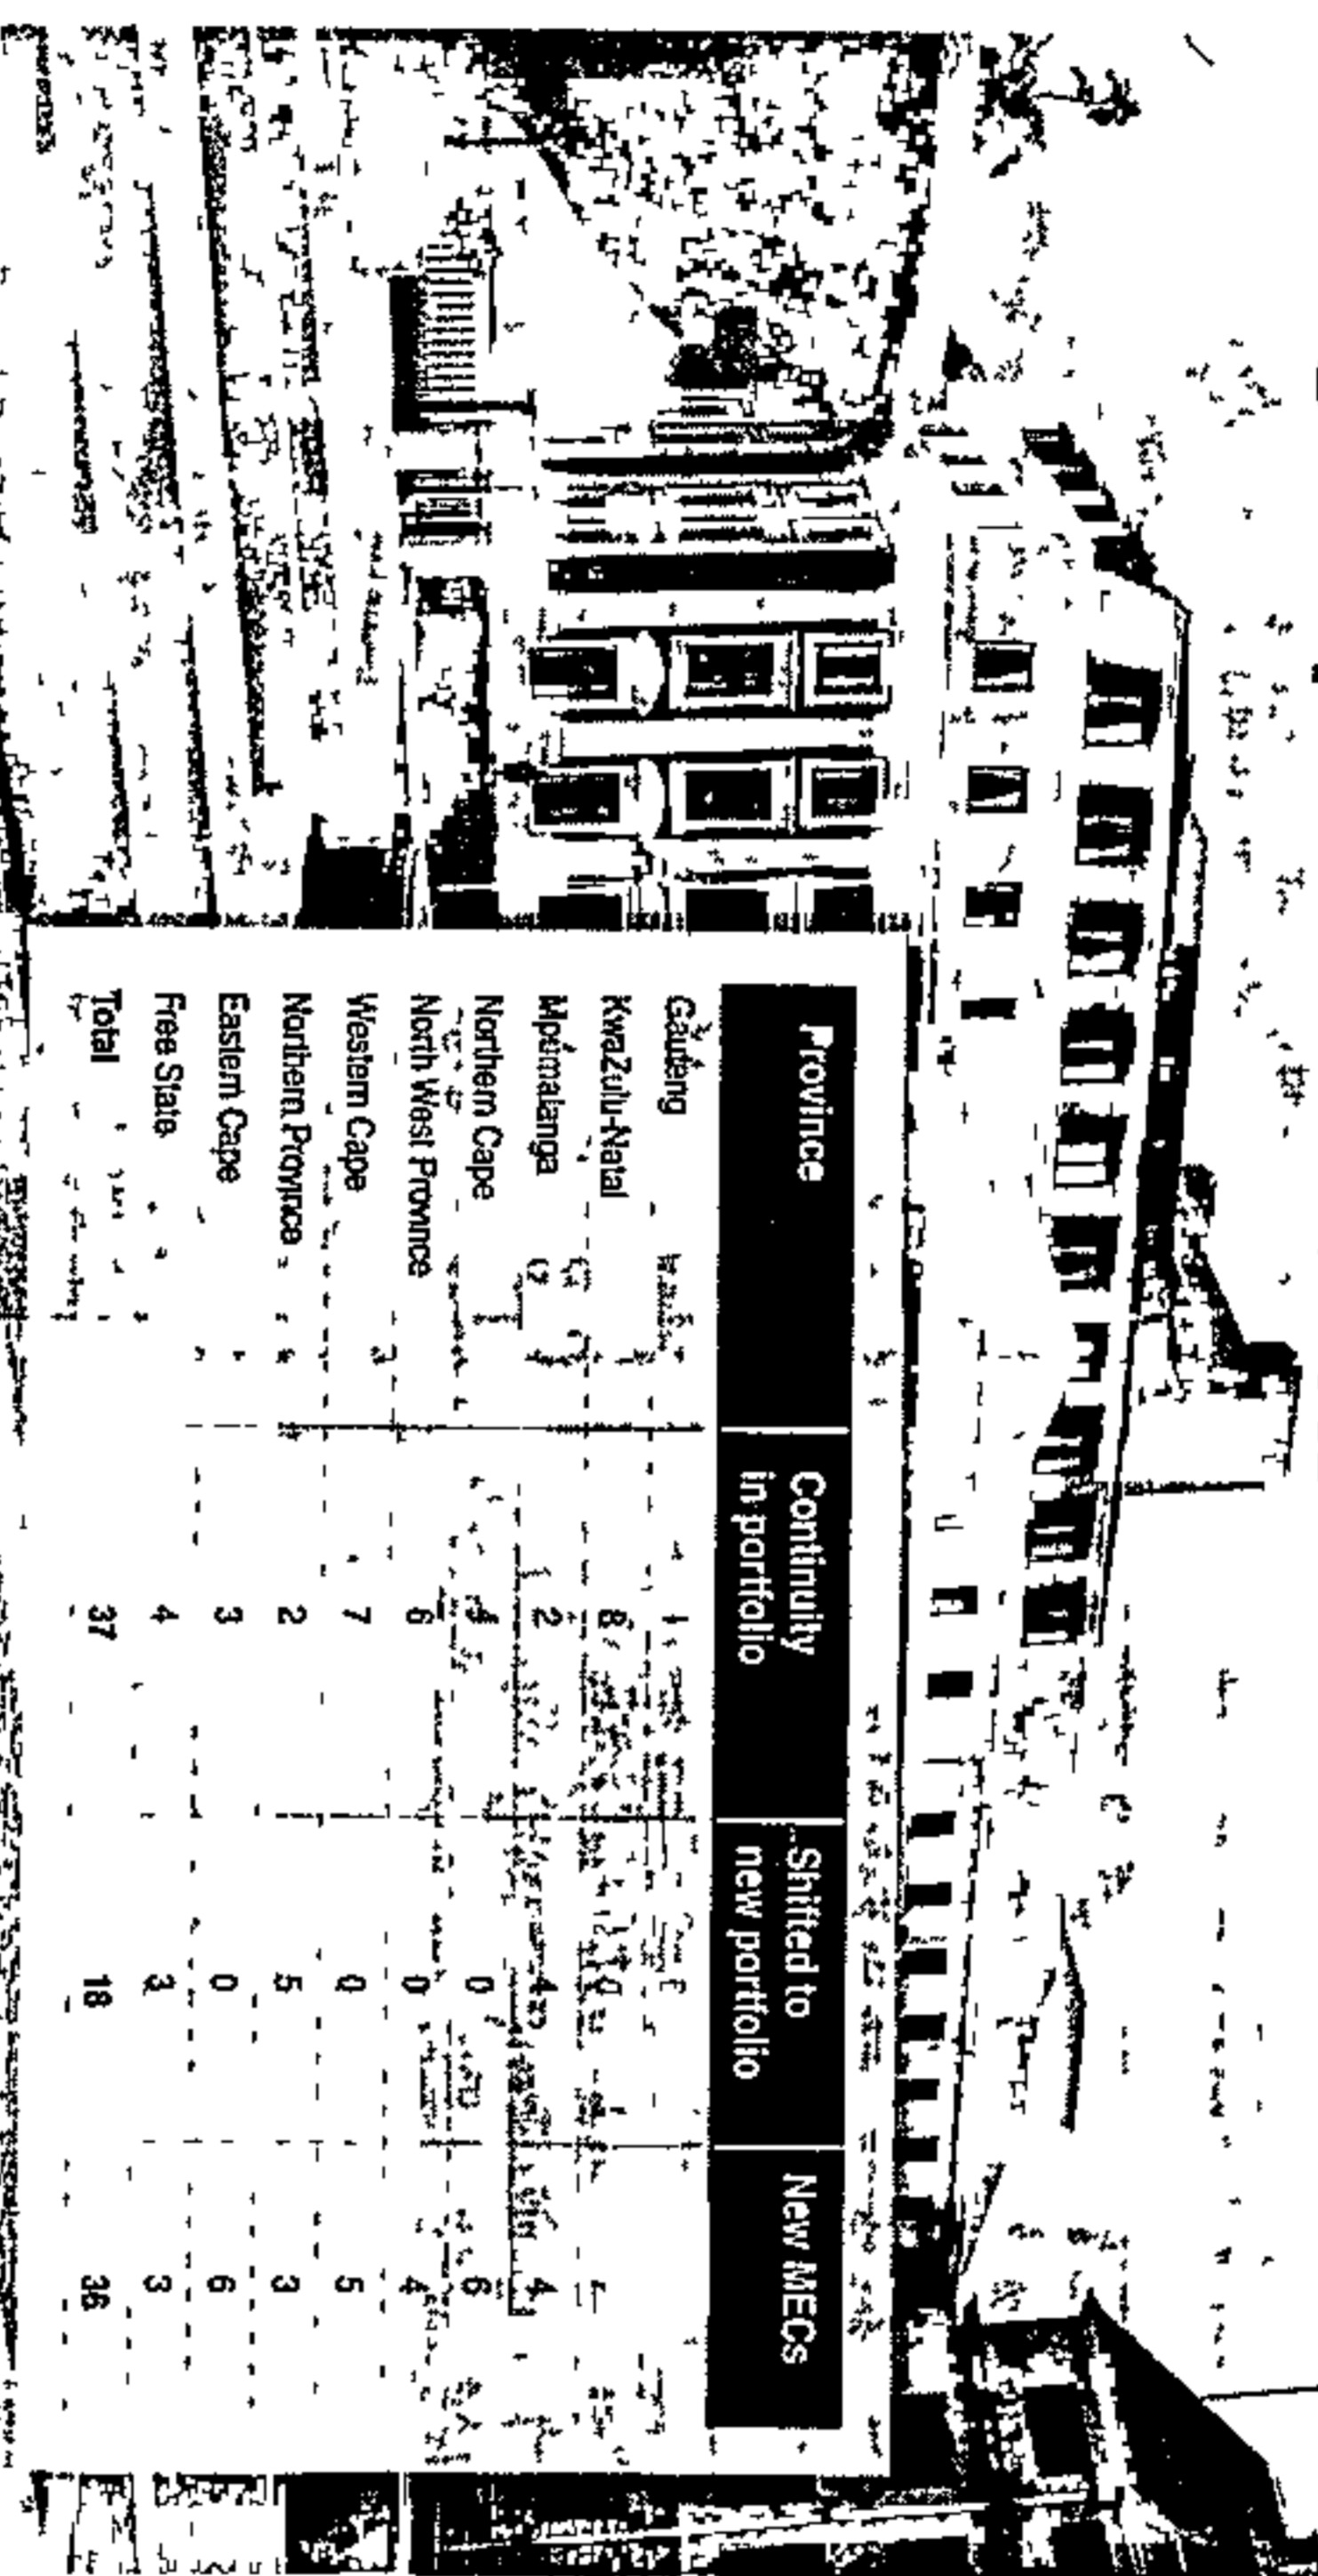 Province Continuity in portfolio Shifted to new portfolio New MECs
Gauteng
KwaZulu-Natal 8
Mpumalanga 2 4 4
Northern Cape 4 0 6
North West Province 6 0 4
Western Cape 7 0 5
Northern Province 2 5 3
Eastern Cape 3 0 6
Free State 4 3 3
Total 37 18 36